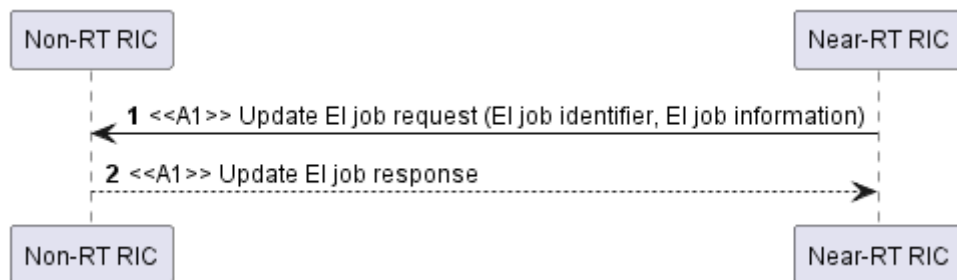 Non-RT RIC
Near-RT RIC
1 <<A1>> Update EI job request (EI job identifier, EI job information)
2 <<A1>> Update EI job response
Non-RT RIC
Near-RT RIC